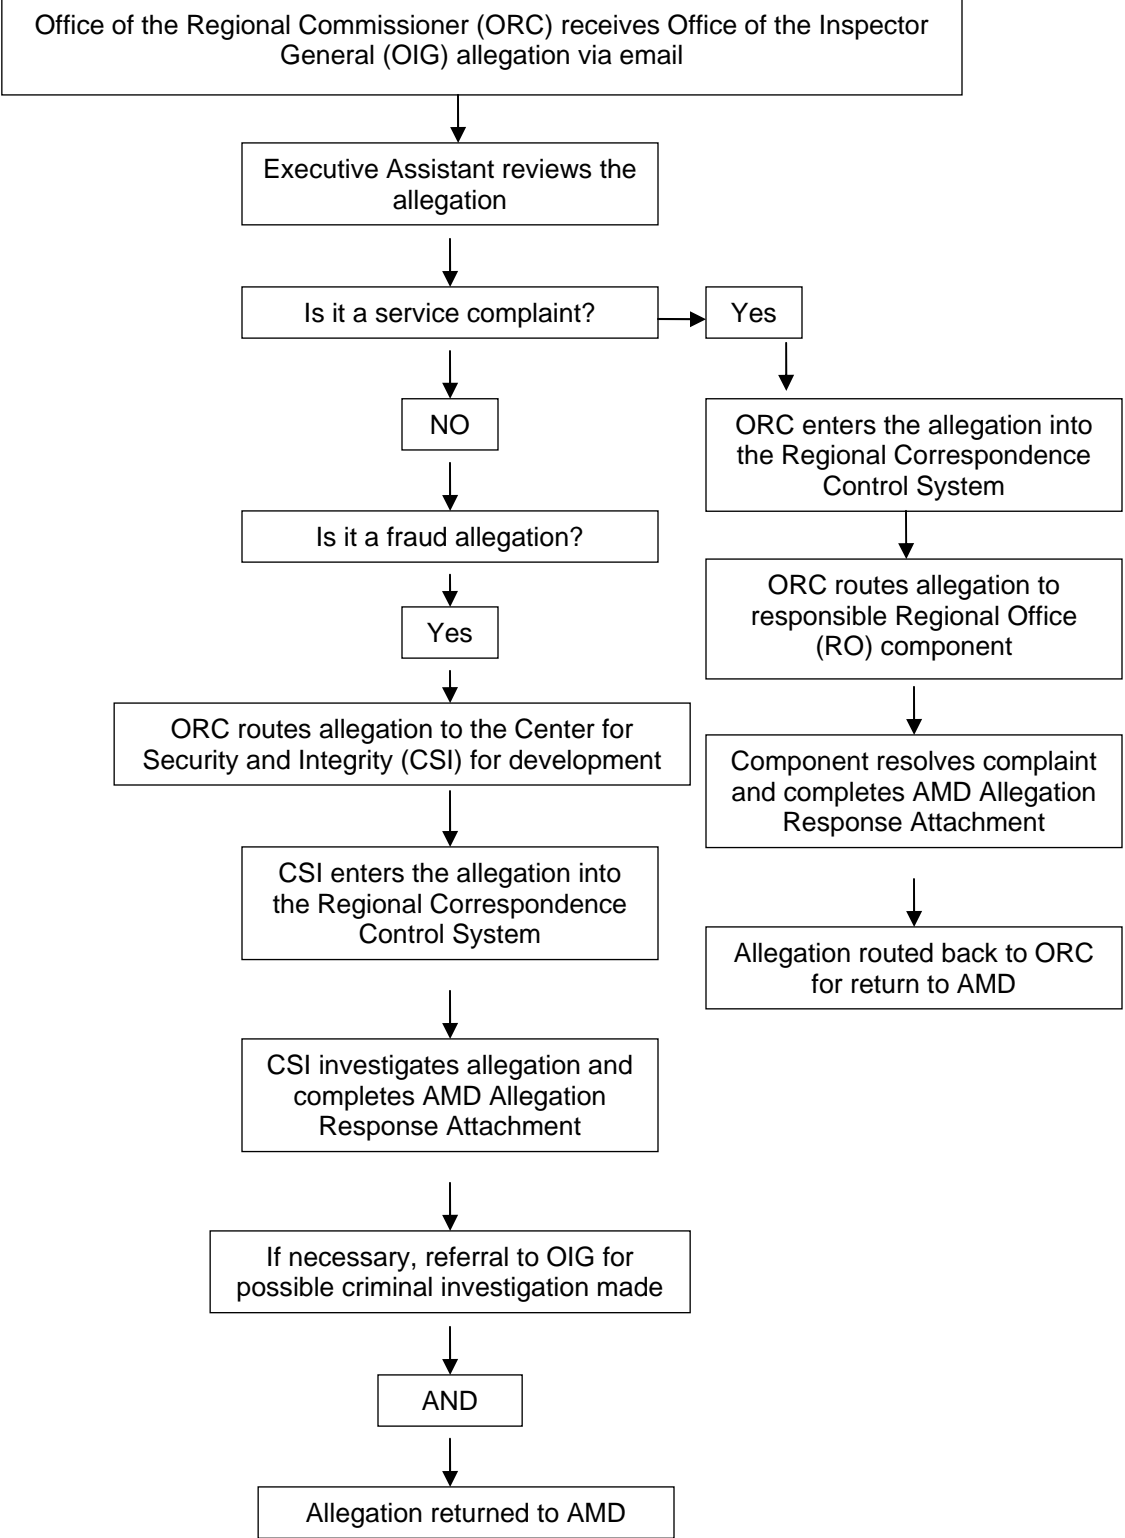 Office of the Regional Commissioner (ORC) receives Office of the Inspector
General (OIG) allegation via email
Executive Assistant reviews the
allegation
Is it a service complaint?
Yes
NO
ORC enters the allegation into
the Regional Correspondence
Control System
Is it a fraud allegation?
ORC routes allegation to
responsible Regional Office
(RO) component
Yes
ORC routes allegation to the Center for
Security and Integrity (CSI) for development
Component resolves complaint
and completes AMD Allegation
Response Attachment
CSI enters the allegation into
the Regional Correspondence
Control System
Allegation routed back to ORC
for return to AMD
CSI investigates allegation and
completes AMD Allegation
Response Attachment
If necessary, referral to OIG for
possible criminal investigation made
AND
Allegation returned to AMD